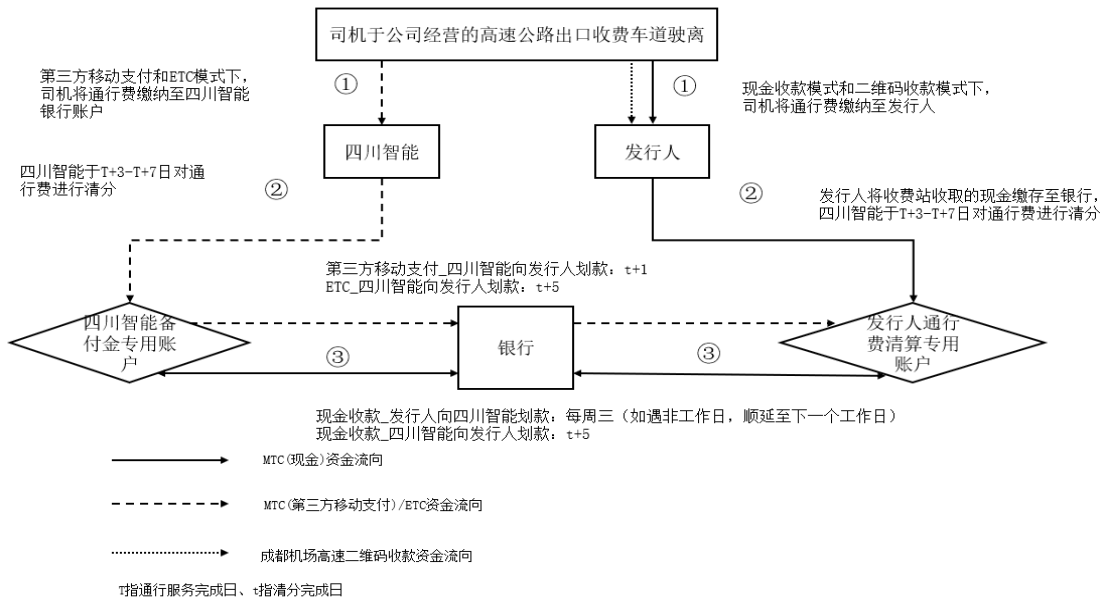 司机于公司经营的高速公路出口收费车道驶离
第三方移动支付和ETC模式下，
司机将通行费缴纳至四川智能
银行账户
①
①
现金收款模式和二维码收款模式下，
司机将通行费缴纳至发行人
四川智能
发行人
四川智能于T+3-T+7日对通
行费进行清分
②
②
发行人将收费站收取的现金缴存至银行，
四川智能于T+3-T+7日对通行费进行清分
第三方移动支付_四川智能向发行人划款：t+1
ETC_四川智能向发行人划款：t+5
四川智能备
付金专用账
户
③
银行
③
发行人通行
费清算专用
账户
现金收款_发行人向四川智能划款：每周三（如遇非工作日，顺延至下一个工作日）
现金收款_四川智能向发行人划款：t+5
MTC(现金)资金流向
MTC(第三方移动支付)/ETC资金流向
成都机场高速二维码收款资金流向
T指通行服务完成日、t指清分完成日